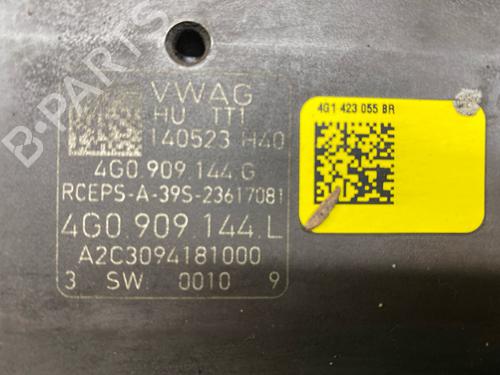 VWAG
HU TT1
140523 H40
4G0.909.144.G
RCEPS-A-39S-23617081
4G0.909.144.L
A2C3094181000
3 SW 0010 9
4G1 423 055 BR
B-PARTS